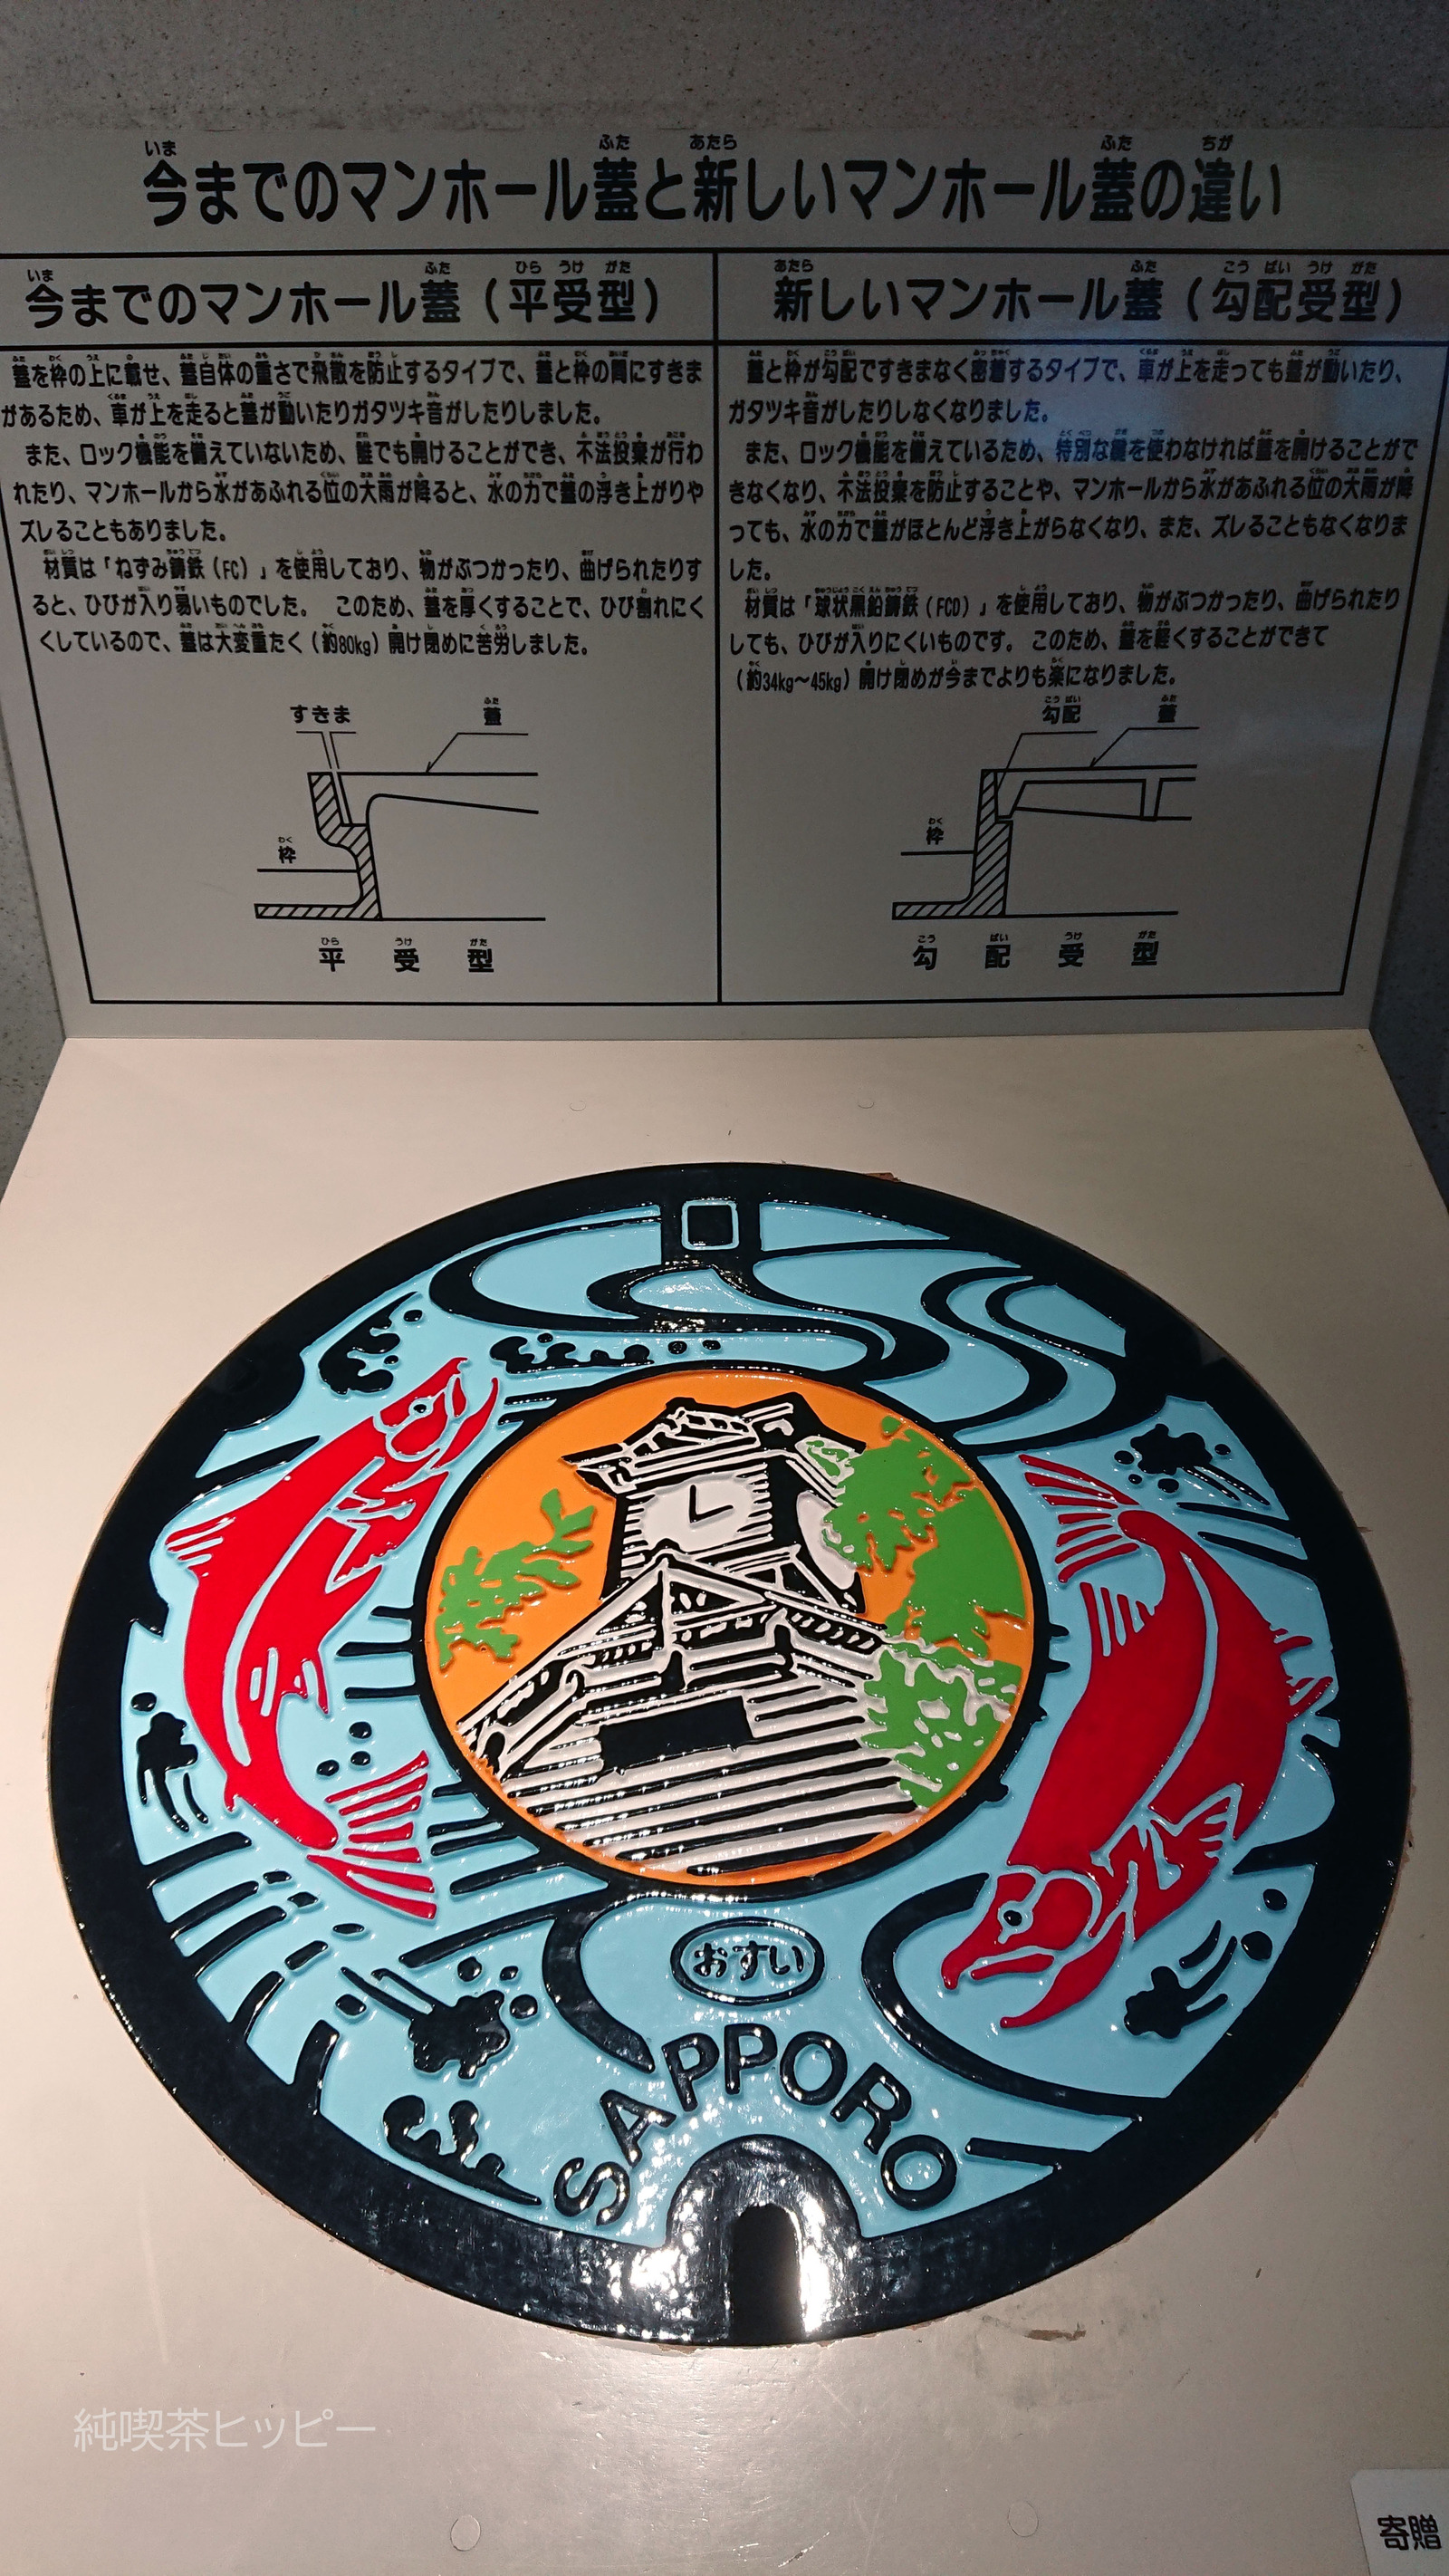 今までのマンホール蓋と新しいマンホール蓋の違い
今までのマンホール蓋（平受型）
蓋を枠の上に載せ、蓋自体の重さで飛散を防止するタイプで、蓋と枠の間にすきま
があるため、車が上を走ると蓋が動いたりガタツキ音がしたりしました。
また、ロック機能を備えていないため、誰でも開けることができ、不法投棄が行わ
れたり、マンホールから水があふれる位の大雨が降ると、水の力で蓋の浮き上がりや
ズレることもありました。
材質は「ねずみ鋳鉄（FC）」を使用しており、物がぶつかったり、曲げられたりす
ると、ひびが入り易いものでした。 このため、蓋を厚くすることで、ひび割れにく
くしているので、蓋は大変重たく（約80kg）開け閉めに苦労しました。
すきま
蓋
枠
平受型
新しいマンホール蓋（勾配受型）
蓋と枠が勾配ですきまなく密着するタイプで、車が上を走っても蓋が動いたり、
ガタツキ音がしたりしなくなりました。
また、ロック機能を備えているため、特別な鍵を使わなければ蓋を開けることがで
きなくなり、不法投棄を防止することや、マンホールから水があふれる位の大雨が降
っても、水の力で蓋がほとんど浮き上がらなくなり、また、ズレることもなくなりま
した。
材質は「球状黒鉛鋳鉄（FCD）」を使用しており、物がぶつかったり、曲げられたり
しても、ひびが入りにくいものです。 このため、蓋を軽くすることができて
（約34kg～45kg）開け閉めが今までよりも楽になりました。
勾配
蓋
枠
勾配受型
おすい
SAPPORO
純喫茶ヒッピー
寄贈